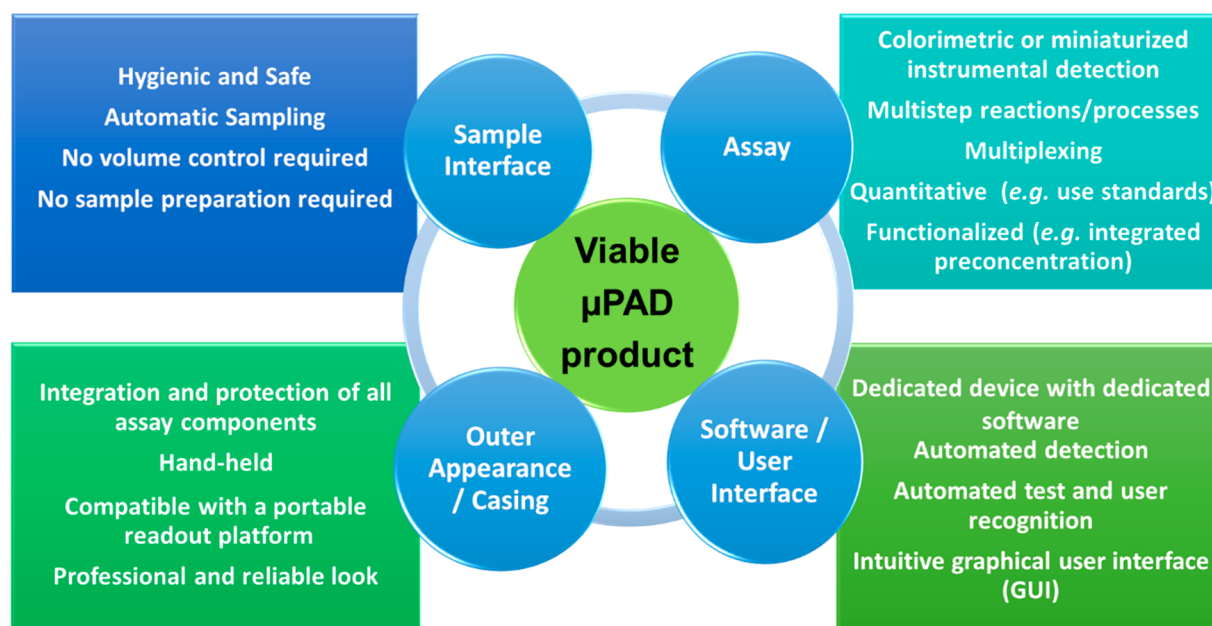 Hygienic and Safe
Automatic Sampling
No volume control required
No sample preparation required
Sample
Interface
Assay
Colorimetric or miniaturized
instrumental detection
Multistep reactions/processes
Multiplexing
Quantitative (e.g. use standards)
Functionalized (e.g. integrated
preconcentration)
Viable
µPAD
product
Integration and protection of all
assay components
Hand-held
Compatible with a portable
readout platform
Professional and reliable look
Outer
Appearance
/ Casing
Software /
User
Interface
Dedicated device with dedicated
software
Automated detection
Automated test and user
recognition
Intuitive graphical user interface
(GUI)